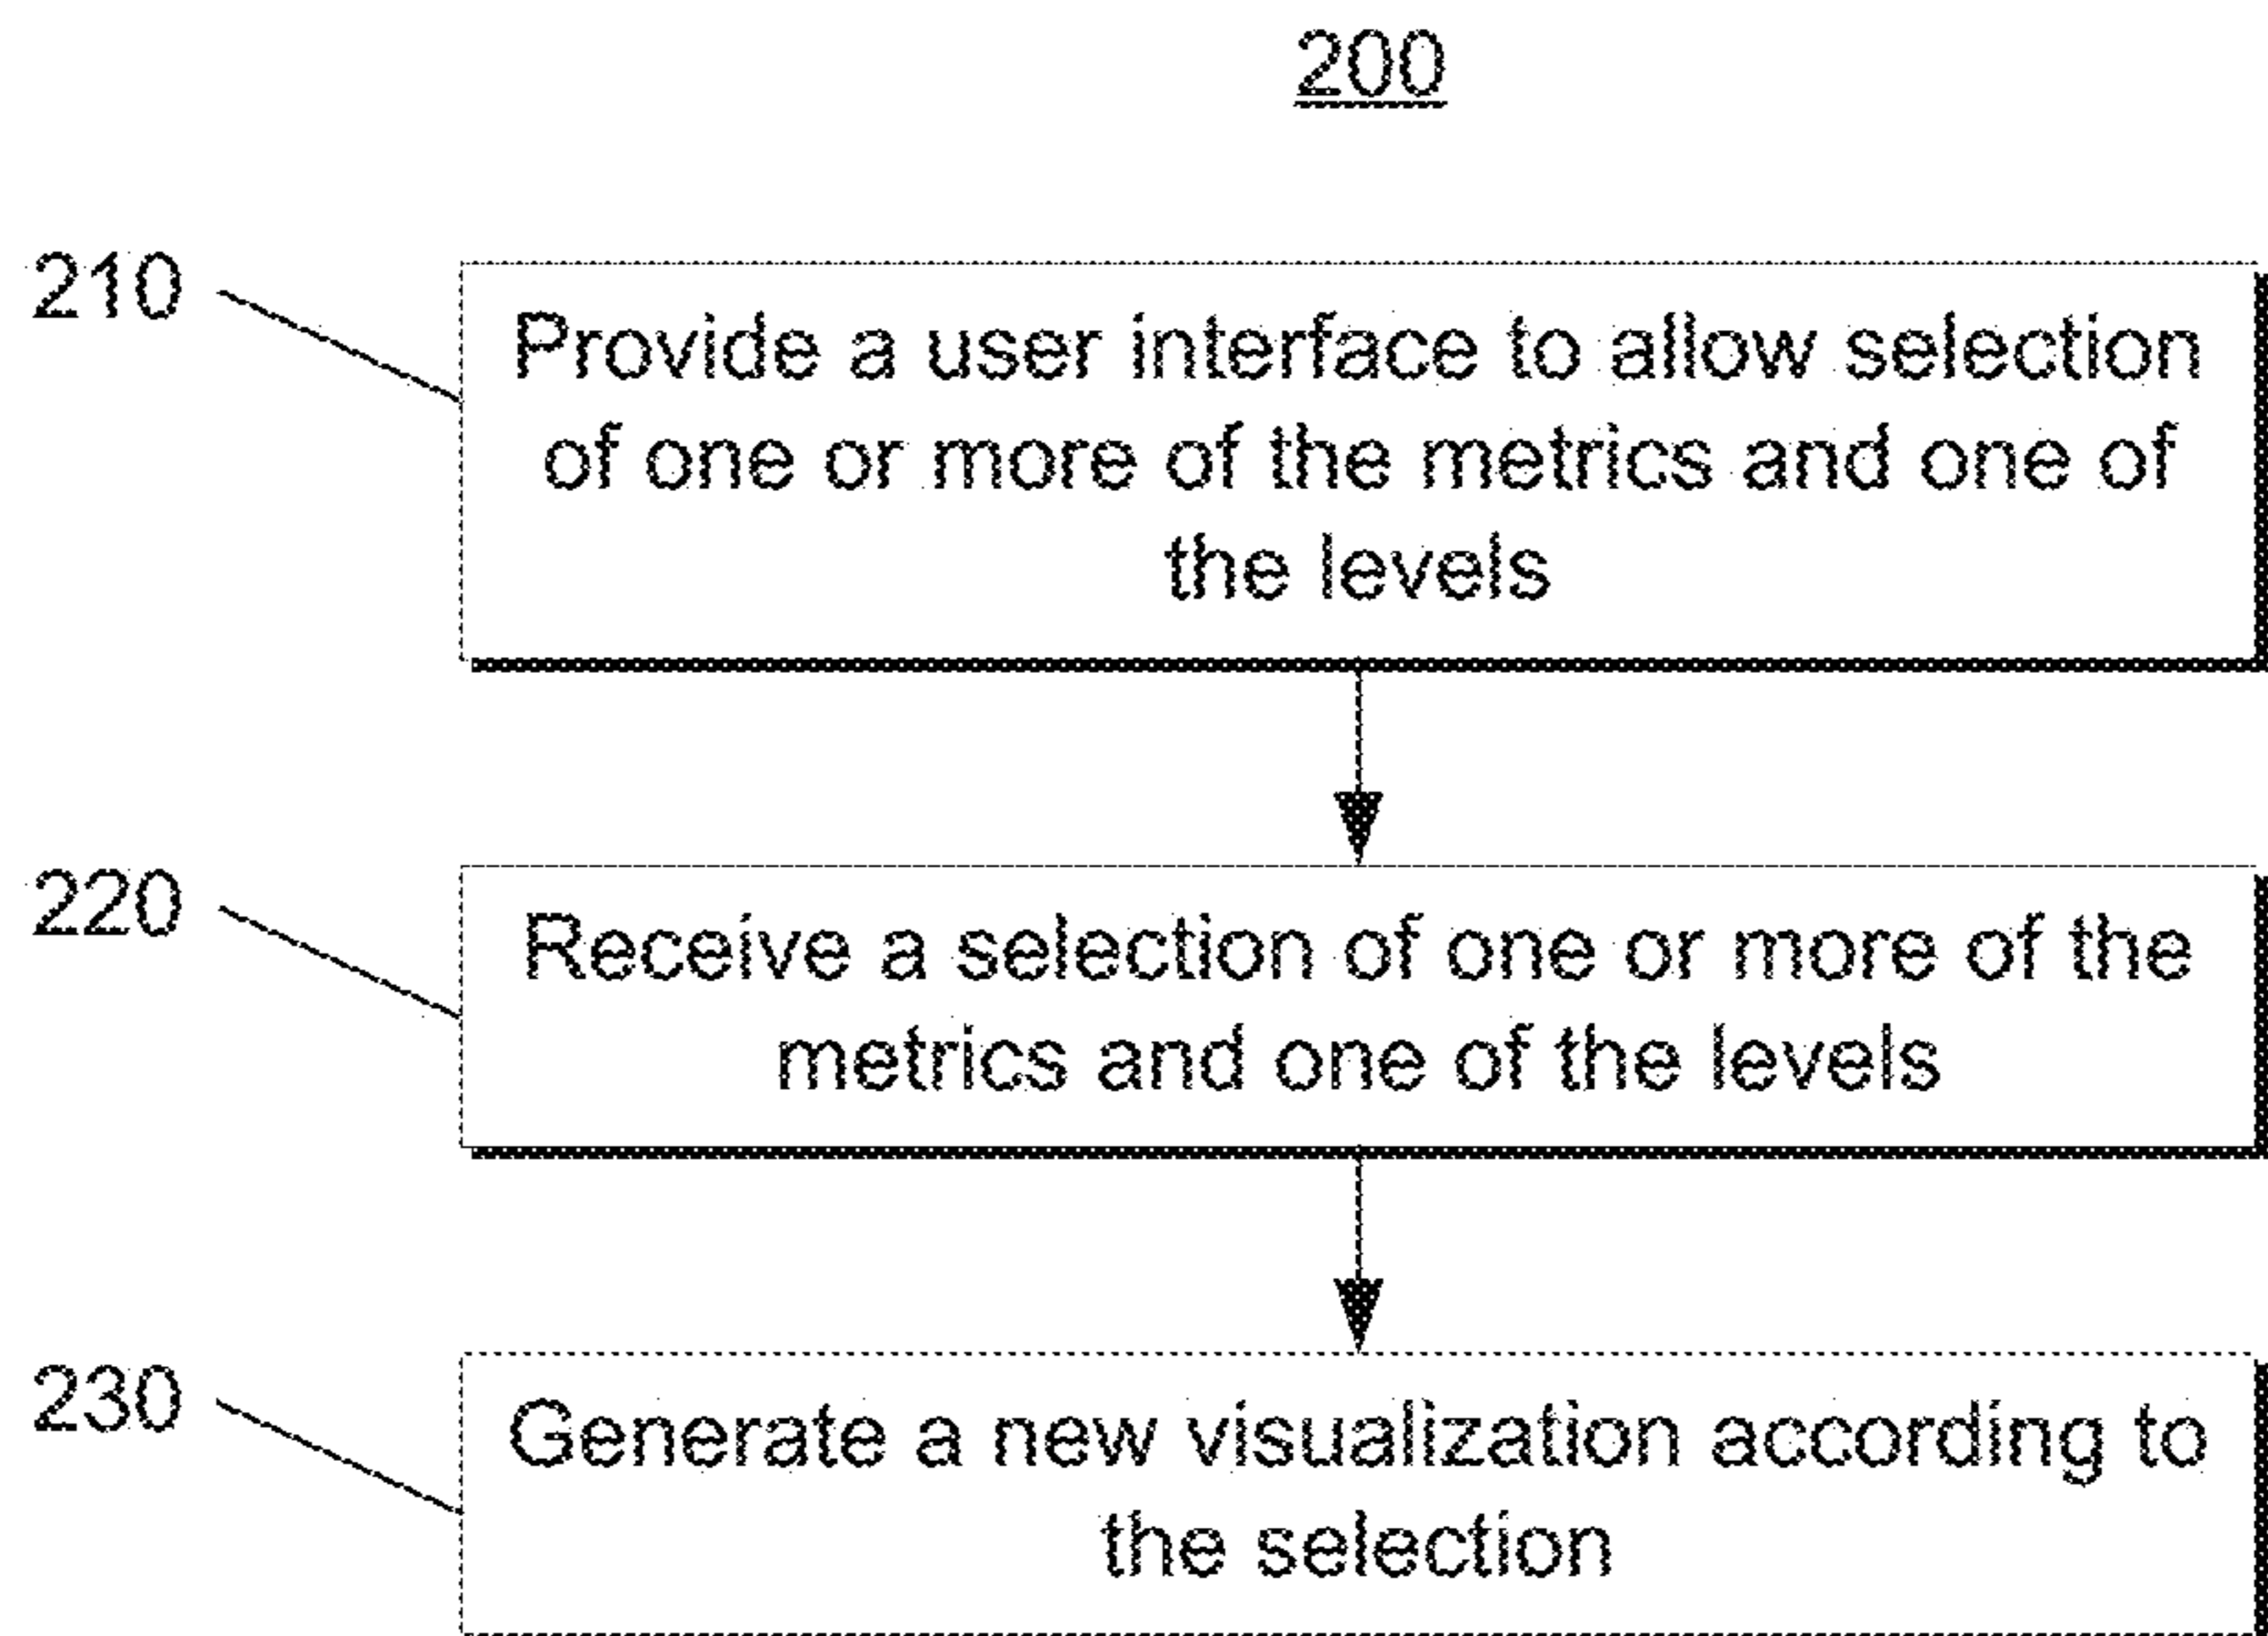 200
210
Provide a user interface to allow selection
of one or more of the metrics and one of
the levels
220
Receive a selection of one or more of the
metrics and one of the levels
230
Generate a new visualization according to
the selection